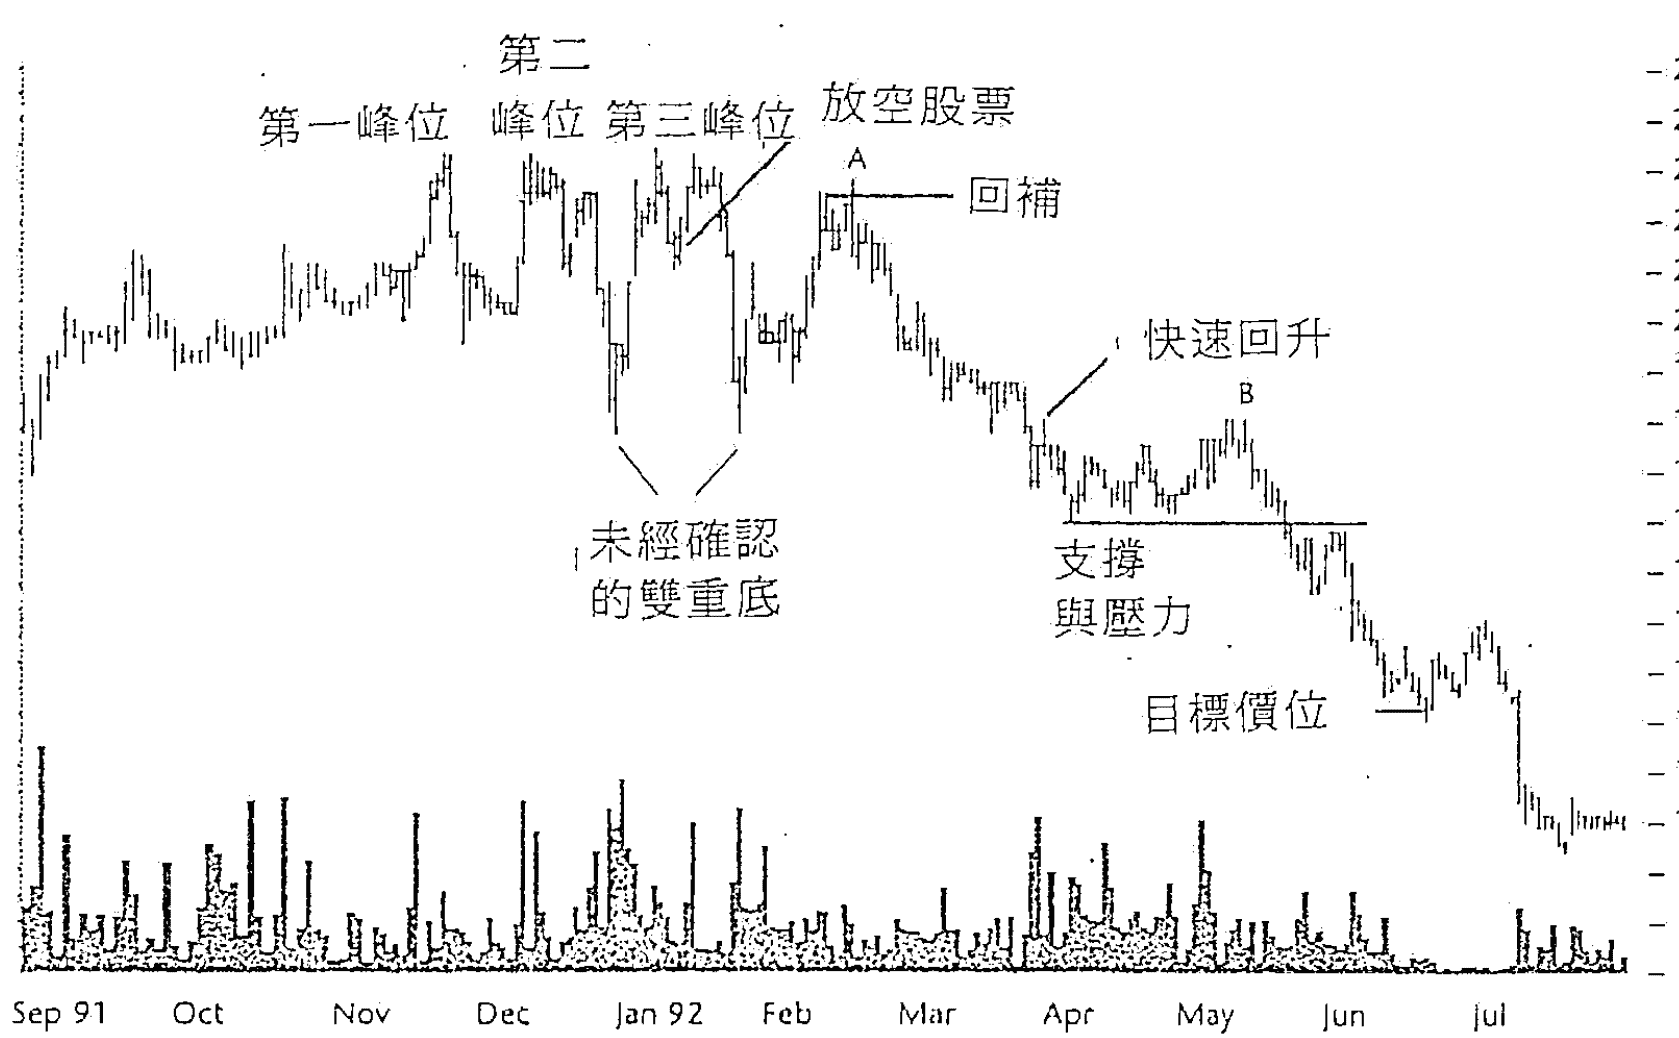 第二
第一峰位 峰位 第三峰位 放空股票
A
回補
快速回升
B
未經確認
的雙重底
支撐
與壓力
目標價位
Sep 91 Oct Nov Dec Jan 92 Feb Mar Apr May Jun Jul